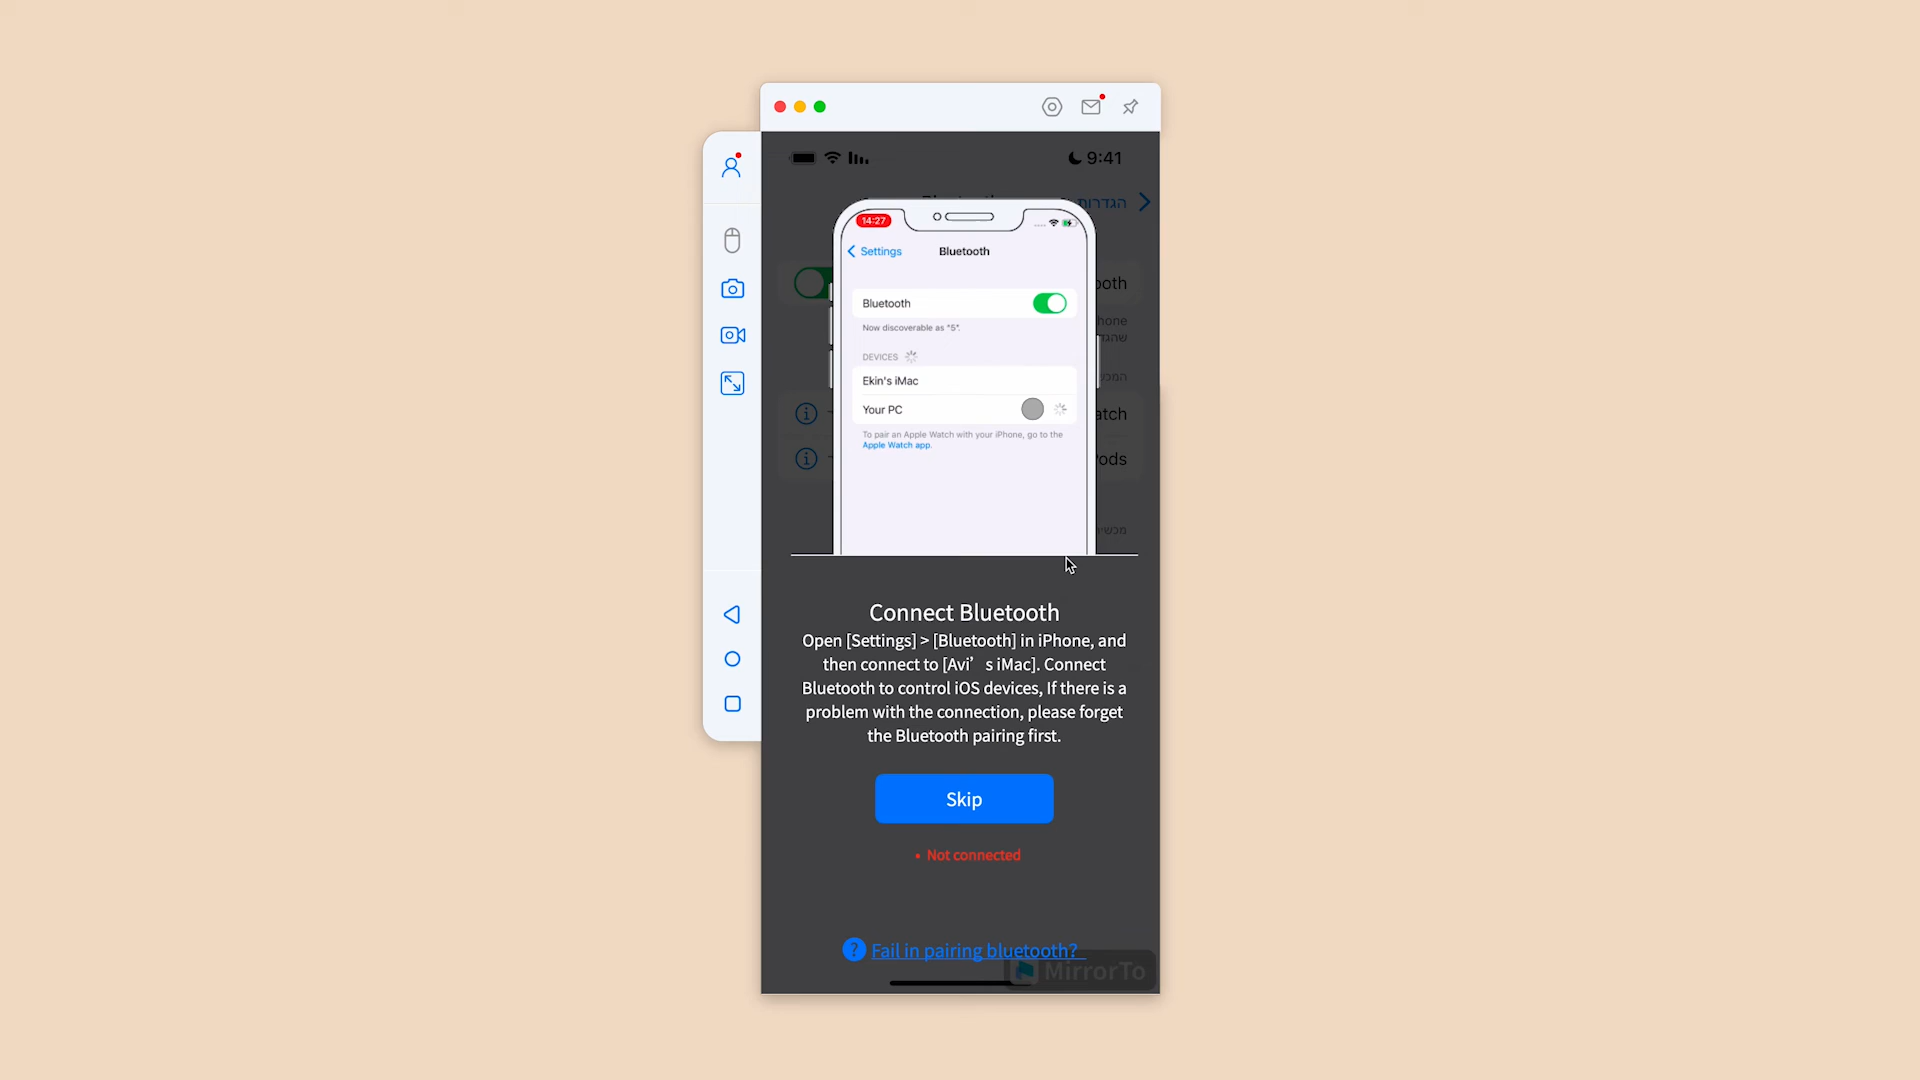 9:41
הגדרות
14:27
Settings
Bluetooth
Bluetooth
Now discoverable as "5".
DEVICES
Ekin's iMac
Your PC
To pair an Apple Watch with your iPhone, go to the
Apple Watch app.
Connect Bluetooth
Open [Settings] > [Bluetooth] in iPhone, and
then connect to [Avi’ s iMac]. Connect
Bluetooth to control iOS devices, If there is a
problem with the connection, please forget
the Bluetooth pairing first.
Skip
• Not connected
? Fail in pairing bluetooth?
MirrorTo